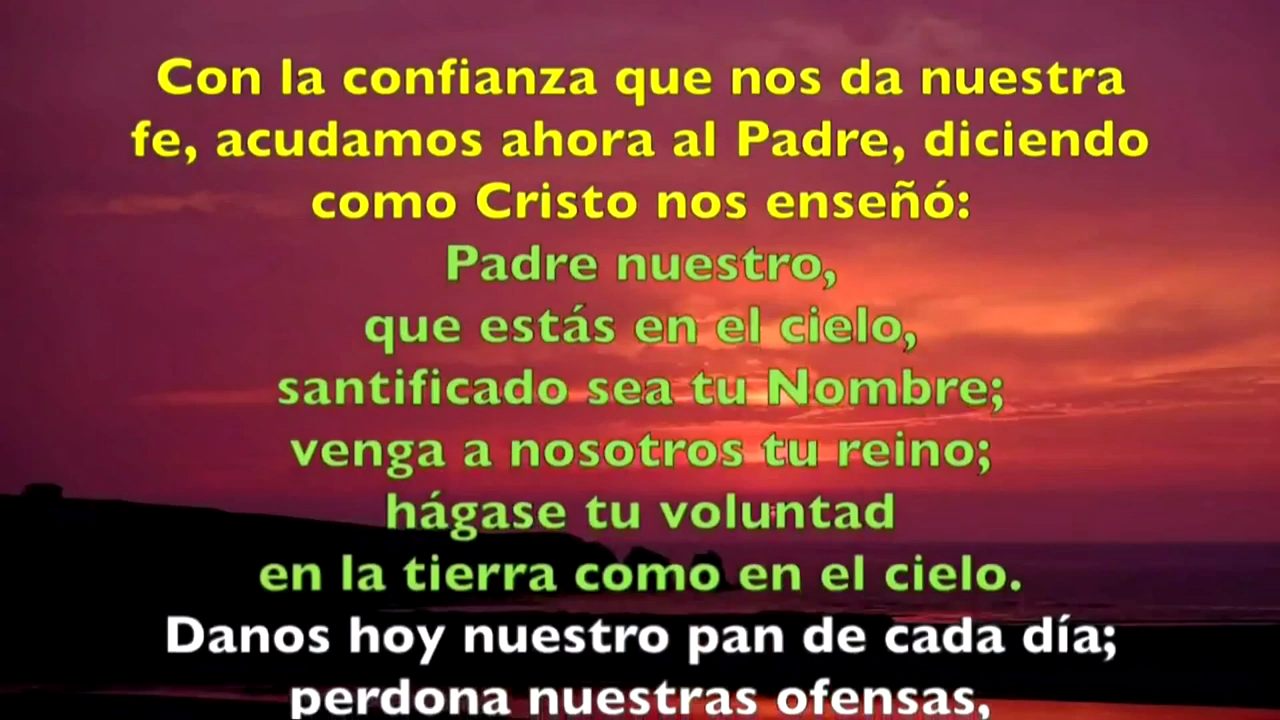 Con la confianza que nos da nuestra
fe, acudamos ahora al Padre, diciendo
como Cristo nos enseñó:
Padre nuestro,
que estás en el cielo,
santificado sea tu Nombre;
venga a nosotros tu reino;
hágase tu voluntad
en la tierra como en el cielo.
Danos hoy nuestro pan de cada día;
perdona nuestras ofensas,